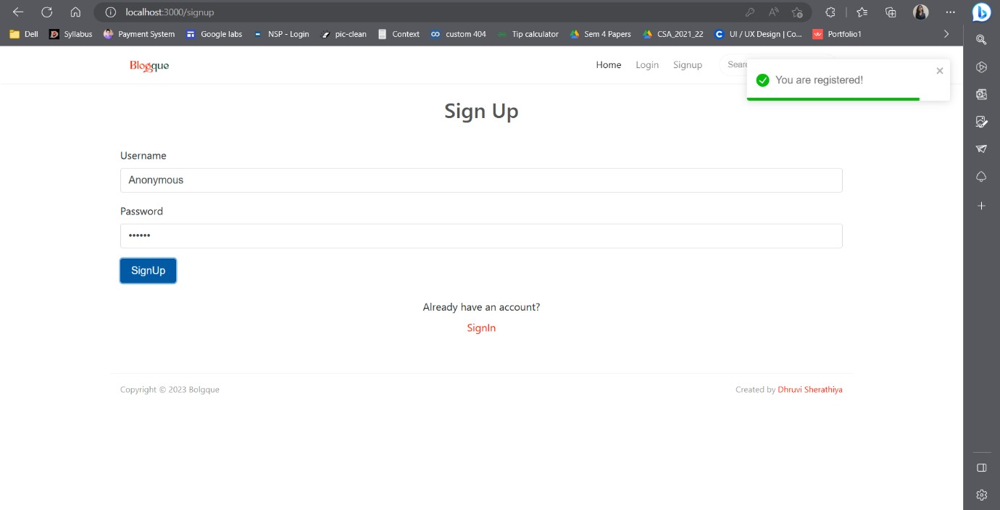 localhost:3000/signup
Dell Syllabus Payment System Google labs NSP - Login pic-clean Context custom 404 Tip calculator Sem 4 Papers CSA_2021_22 UI / UX Design | Co... Portfolio1
Blogque Home Login Signup Sear
You are registered!
Sign Up
Username
Anonymous
Password
••••••
SignUp
Already have an account?
SignIn
Copyright © 2023 Bolgque Created by Dhruvi Sherathiya